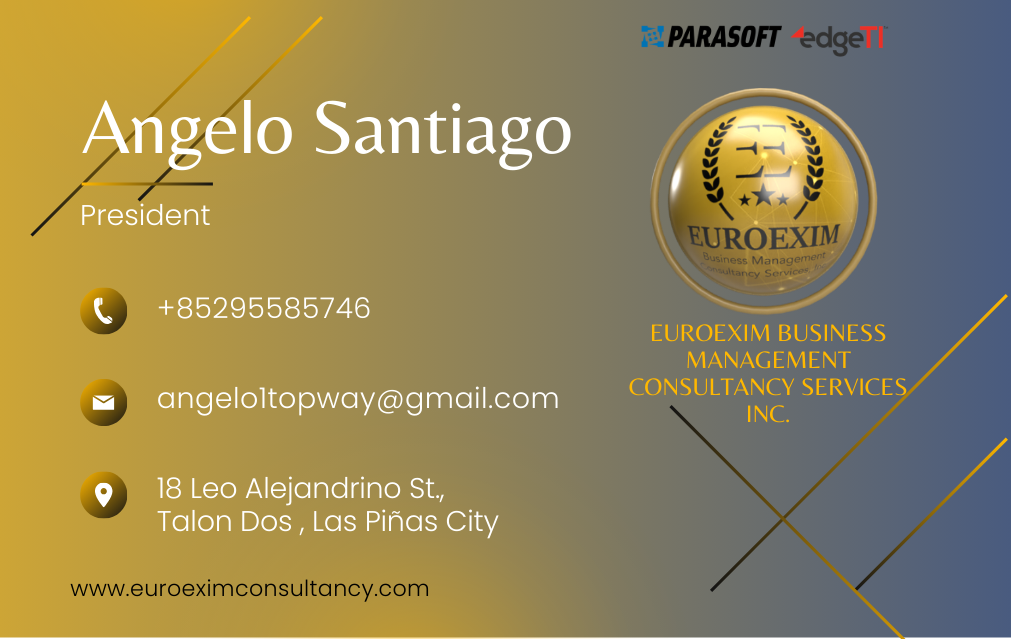 PARASOFT edgeTI
Angelo Santiago
President
+85295585746
angelo1topway@gmail.com
18 Leo Alejandrino St.,
Talon Dos , Las Piñas City
www.euroeximconsultancy.com
EE
EUROEXIM
Business Management
Consultancy Services
EUROEXIM BUSINESS
MANAGEMENT
CONSULTANCY SERVICES
INC.